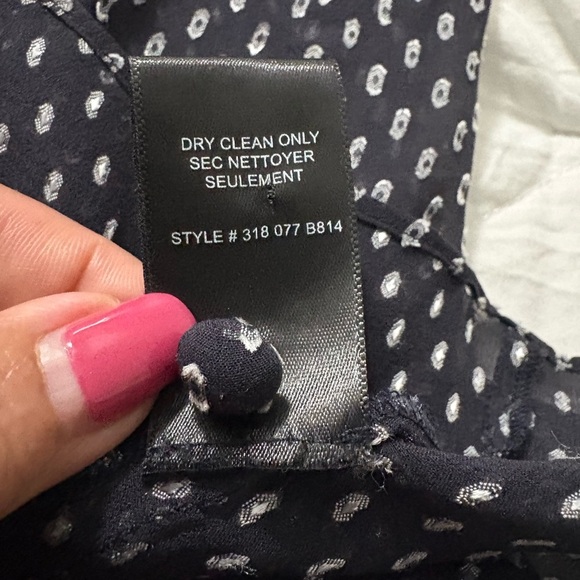 DRY CLEAN ONLY
SEC NETTOYER
SEULEMENT
STYLE # 318 077 B814